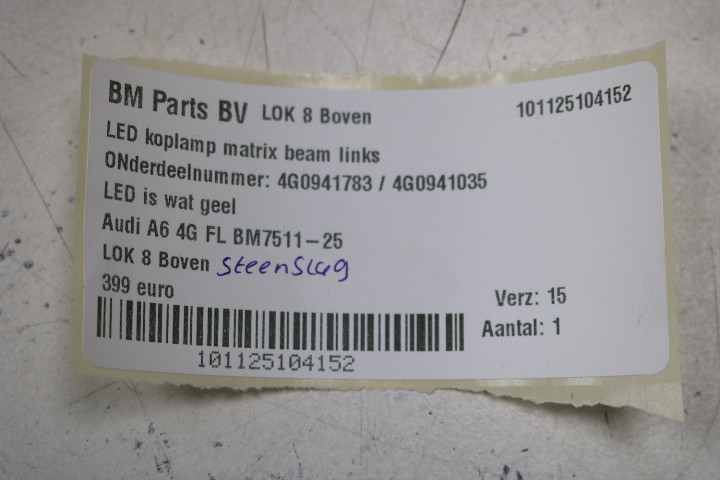 BM Parts BV LOK 8 Boven 101125104152
LED koplamp matrix beam links
ONderdeelnummer: 4G0941783 / 4G0941035
LED is wat geel
Audi A6 4G FL BM7511-25
LOK 8 Boven steenslag
399 euro
Verz: 15
Aantal: 1
101125104152